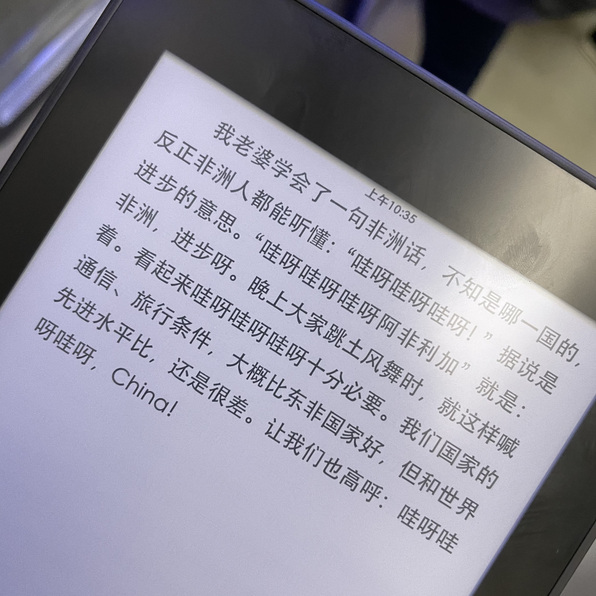 上午10:35
我老婆学会了一句非洲话，不知是哪一国的，
反正非洲人都能听懂：“哇呀哇呀哇呀！”据说是
进步的意思。“哇呀哇呀哇呀阿非利加”就是：
非洲，进步呀。晚上大家跳土风舞时，就这样喊
着。看起来哇呀哇呀哇呀十分必要。我们国家的
通信、旅行条件，大概比东非国家好，但和世界
先进水平比，还是很差。让我们也高呼：哇呀哇
呀哇呀，China！